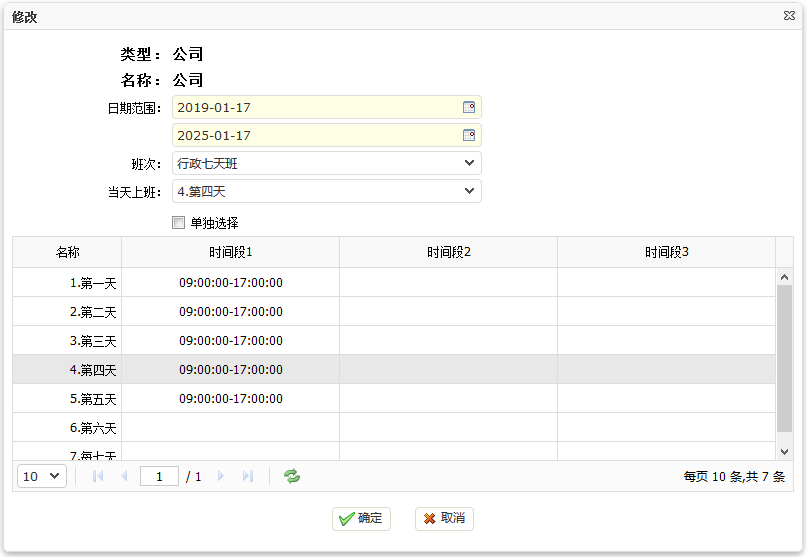 修改
类型： 公司
名称： 公司
日期范围： 2019-01-17
2025-01-17
班次： 行政七天班
当天上班： 4.第四天
单独选择
名称 时间段1 时间段2 时间段3
1.第一天 09:00:00-17:00:00
2.第二天 09:00:00-17:00:00
3.第三天 09:00:00-17:00:00
4.第四天 09:00:00-17:00:00
5.第五天 09:00:00-17:00:00
6.第六天
7.每七天
10 1 / 1 每页 10 条,共 7 条
确定 取消